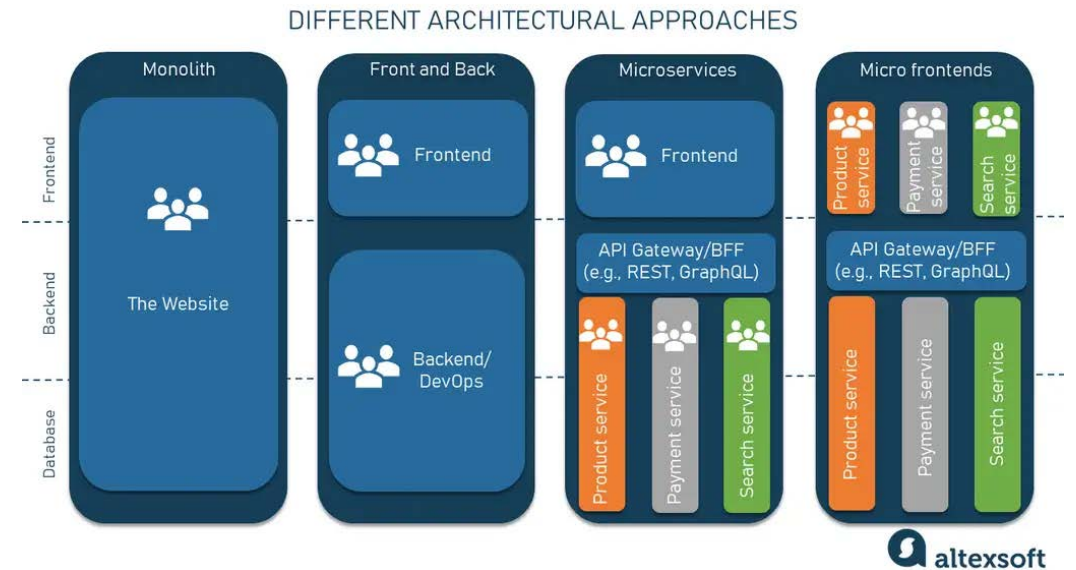 DIFFERENT ARCHITECTURAL APPROACHES
Monolith
Front and Back
Microservices
Micro frontends
Frontend
Backend
Database
The Website
Frontend
Backend/
DevOps
Frontend
API Gateway/BFF
(e.g., REST, GraphQL)
Product service
Payment service
Search service
Product
service
Payment
service
Search
service
API Gateway/BFF
(e.g., REST, GraphQL)
Product service
Payment service
Search service
altexsoft